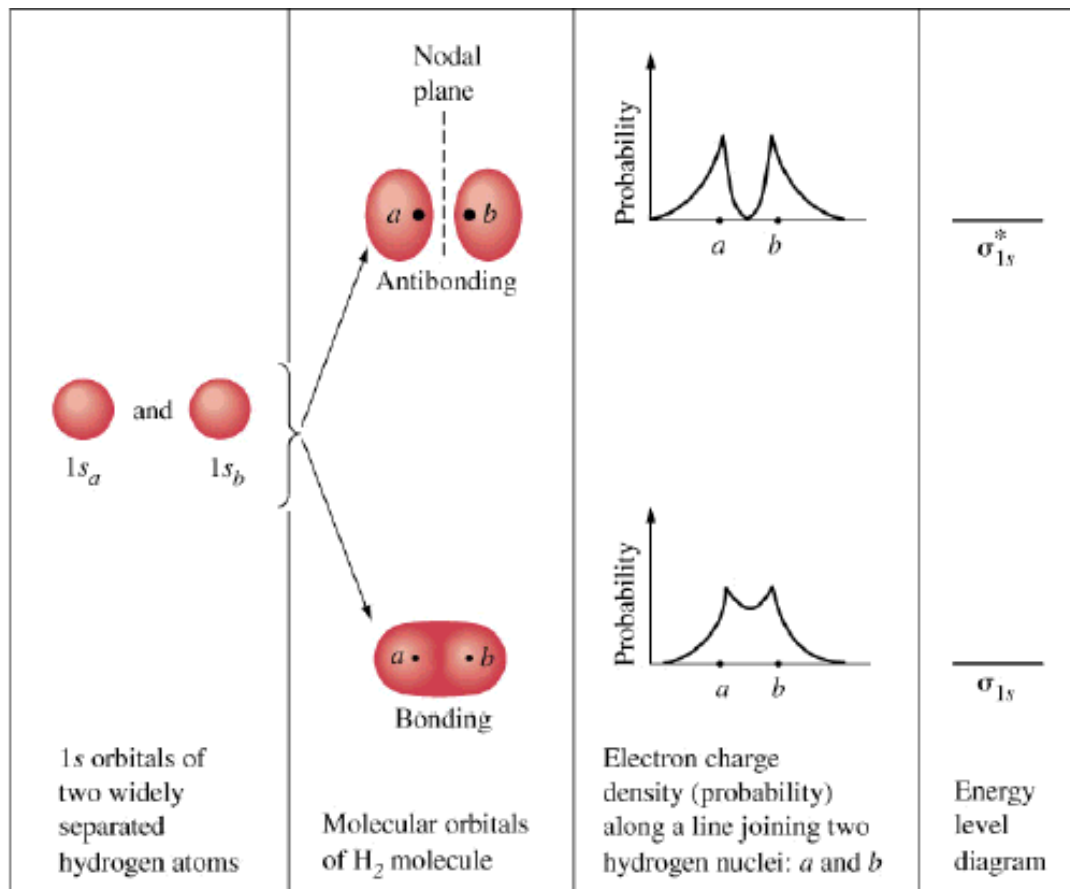 Nodal
plane
a
b
Antibonding
Probability
a
b
σ*1s
and
1sa
1sb
a
b
Bonding
Probability
a
b
σ1s
1s orbitals of
two widely
separated
hydrogen atoms
Molecular orbitals
of H2 molecule
Electron charge
density (probability)
along a line joining two
hydrogen nuclei: a and b
Energy
level
diagram